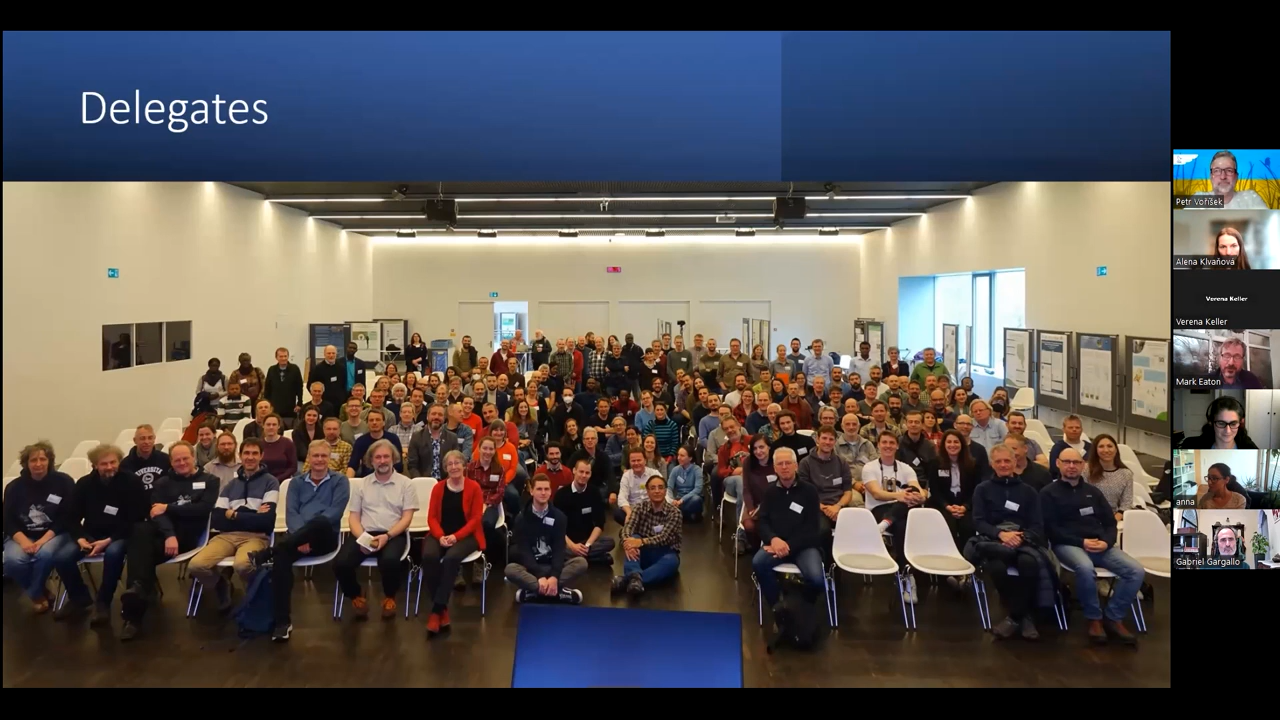 Delegates
Petr Voříšek
Alena Klvaňová
Verena Keller
Verena Keller
Mark Eaton
anna
Gabriel Gargallo